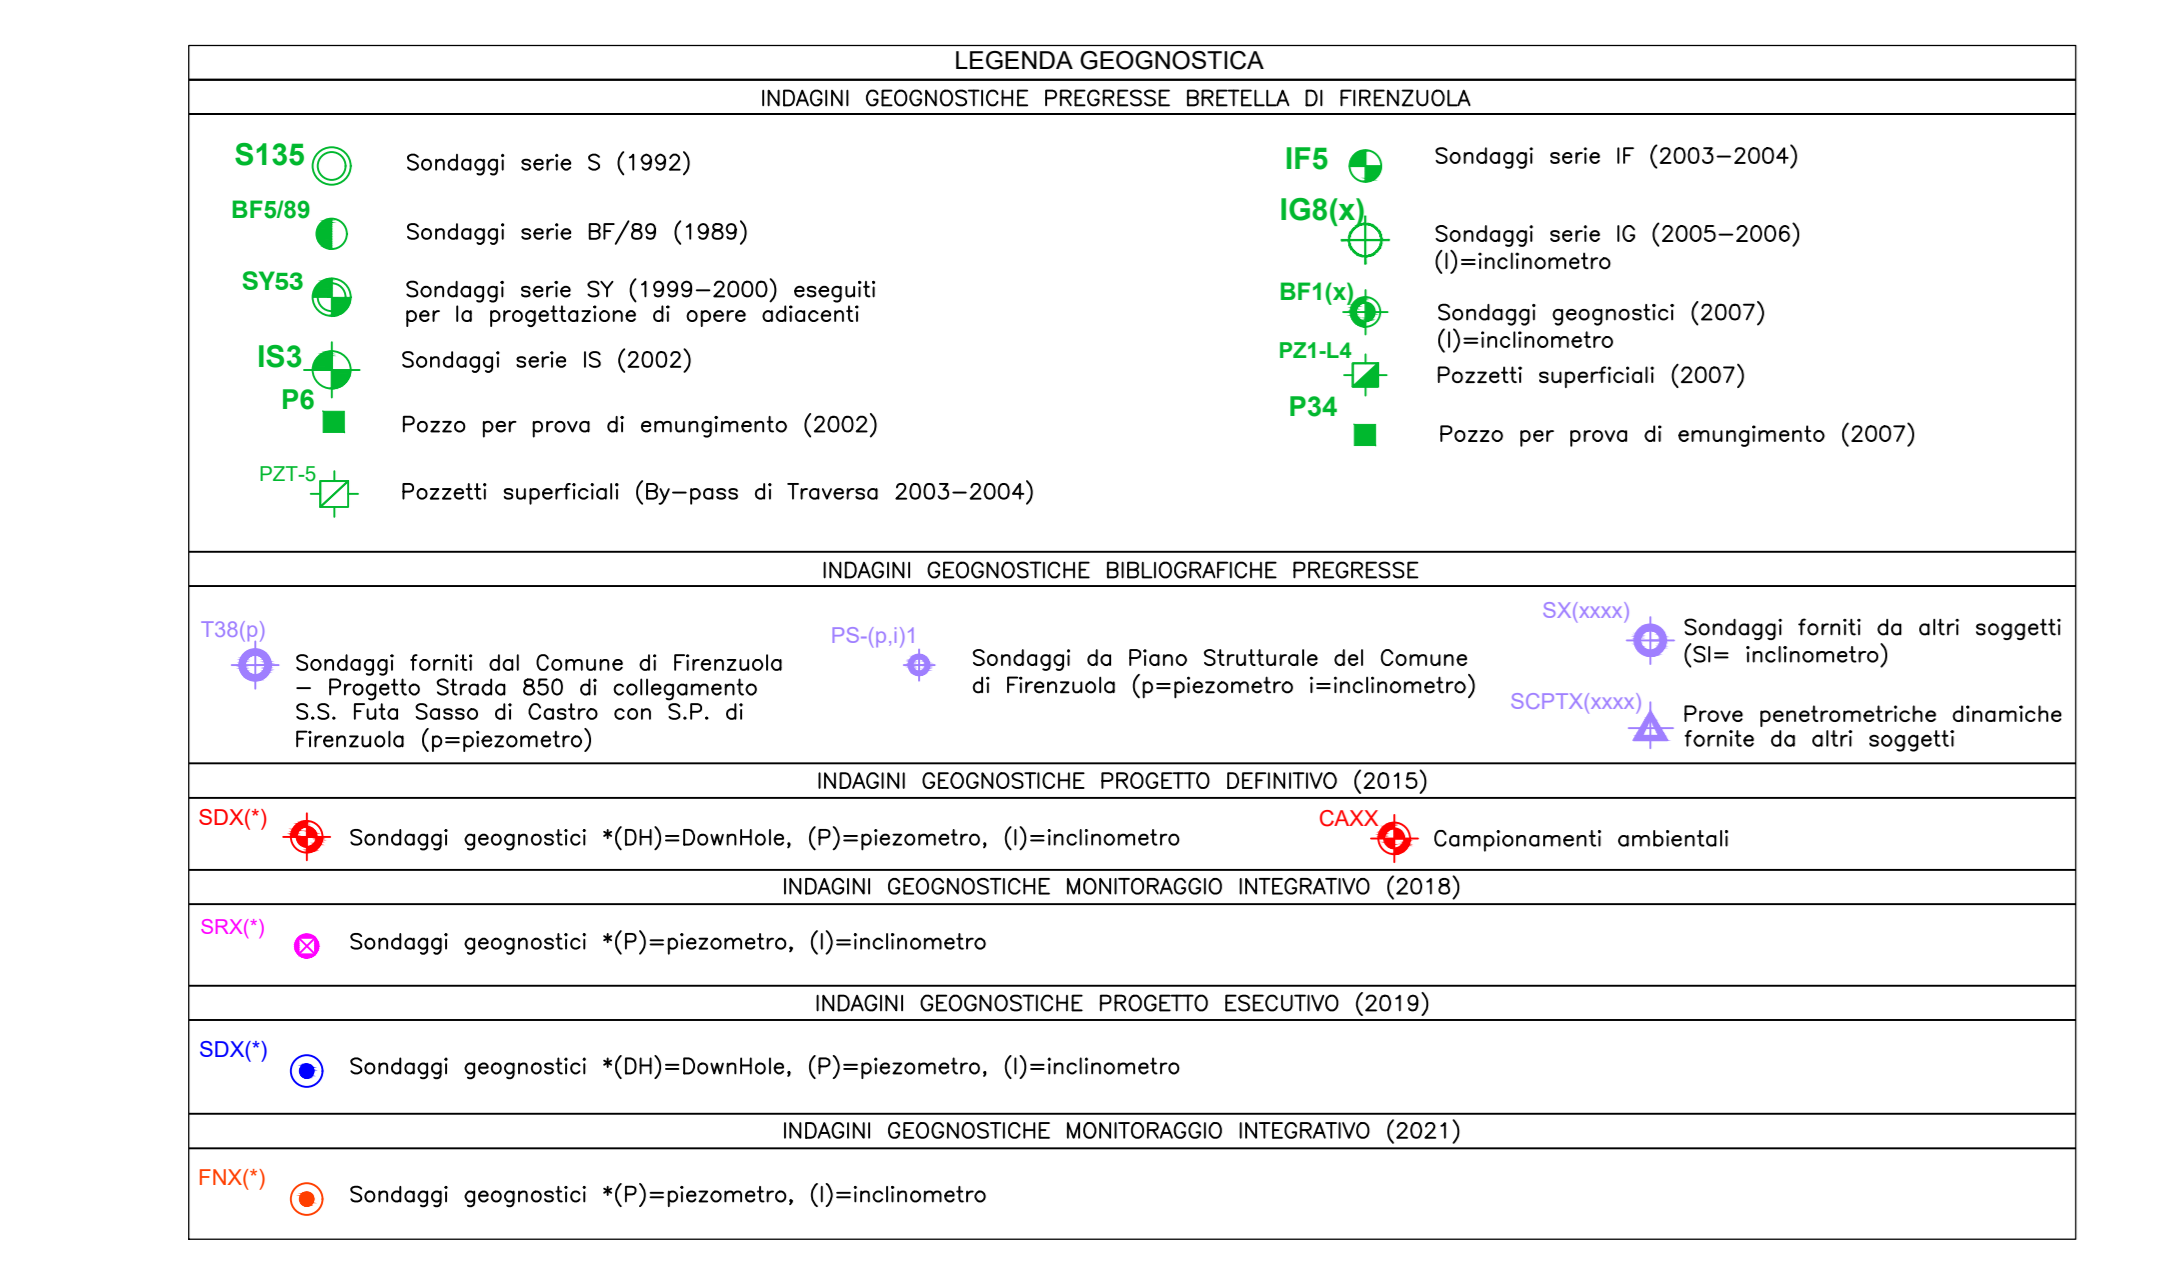 LEGENDA GEOGNOSTICA
INDAGINI GEOGNOSTICHE PREGRESSE BRETELLA DI FIRENZUOLA
S135
Sondaggi serie S (1992)
BF5/89
Sondaggi serie BF/89 (1989)
SY53
Sondaggi serie SY (1999-2000) eseguiti
per la progettazione di opere adiacenti
IS3
Sondaggi serie IS (2002)
P6
Pozzo per prova di emungimento (2002)
PZT-5
Pozzetti superficiali (By-pass di Traversa 2003-2004)
IF5
Sondaggi serie IF (2003-2004)
IG8(x)
Sondaggi serie IG (2005-2006)
(I)=inclinometro
BF1(x)
Sondaggi geognostici (2007)
(I)=inclinometro
PZ1-L4
Pozzetti superficiali (2007)
P34
Pozzo per prova di emungimento (2007)
INDAGINI GEOGNOSTICHE BIBLIOGRAFICHE PREGRESSE
T38(p)
Sondaggi forniti dal Comune di Firenzuola
- Progetto Strada 850 di collegamento
S.S. Futa Sasso di Castro con S.P. di
Firenzuola (p=piezometro)
PS-(p,i)1
Sondaggi da Piano Strutturale del Comune
di Firenzuola (p=piezometro i=inclinometro)
SX(xxxx)
Sondaggi forniti da altri soggetti
(SI= inclinometro)
SCPTX(xxxx)
Prove penetrometriche dinamiche
fornite da altri soggetti
INDAGINI GEOGNOSTICHE PROGETTO DEFINITIVO (2015)
SDX(*)
Sondaggi geognostici *(DH)=DownHole, (P)=piezometro, (I)=inclinometro
CAXX
Campionamenti ambientali
INDAGINI GEOGNOSTICHE MONITORAGGIO INTEGRATIVO (2018)
SRX(*)
Sondaggi geognostici *(P)=piezometro, (I)=inclinometro
INDAGINI GEOGNOSTICHE PROGETTO ESECUTIVO (2019)
SDX(*)
Sondaggi geognostici *(DH)=DownHole, (P)=piezometro, (I)=inclinometro
INDAGINI GEOGNOSTICHE MONITORAGGIO INTEGRATIVO (2021)
FNX(*)
Sondaggi geognostici *(P)=piezometro, (I)=inclinometro